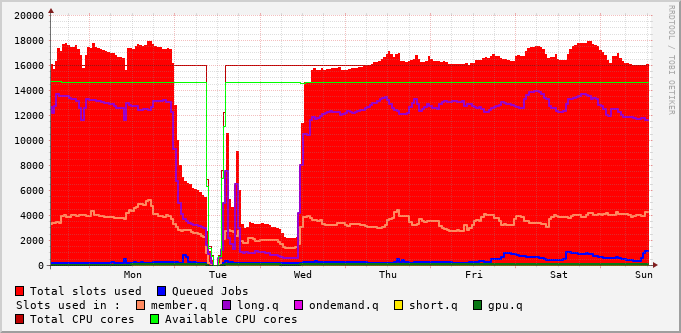 20000
18000
16000
14000
12000
10000
8000
6000
4000
2000
0
Mon Tue Wed Thu Fri Sat Sun
RRDTOOL / TOBI OETIKER
Total slots used Queued Jobs
Slots used in : member.q long.q ondemand.q short.q gpu.q
Total CPU cores Available CPU cores